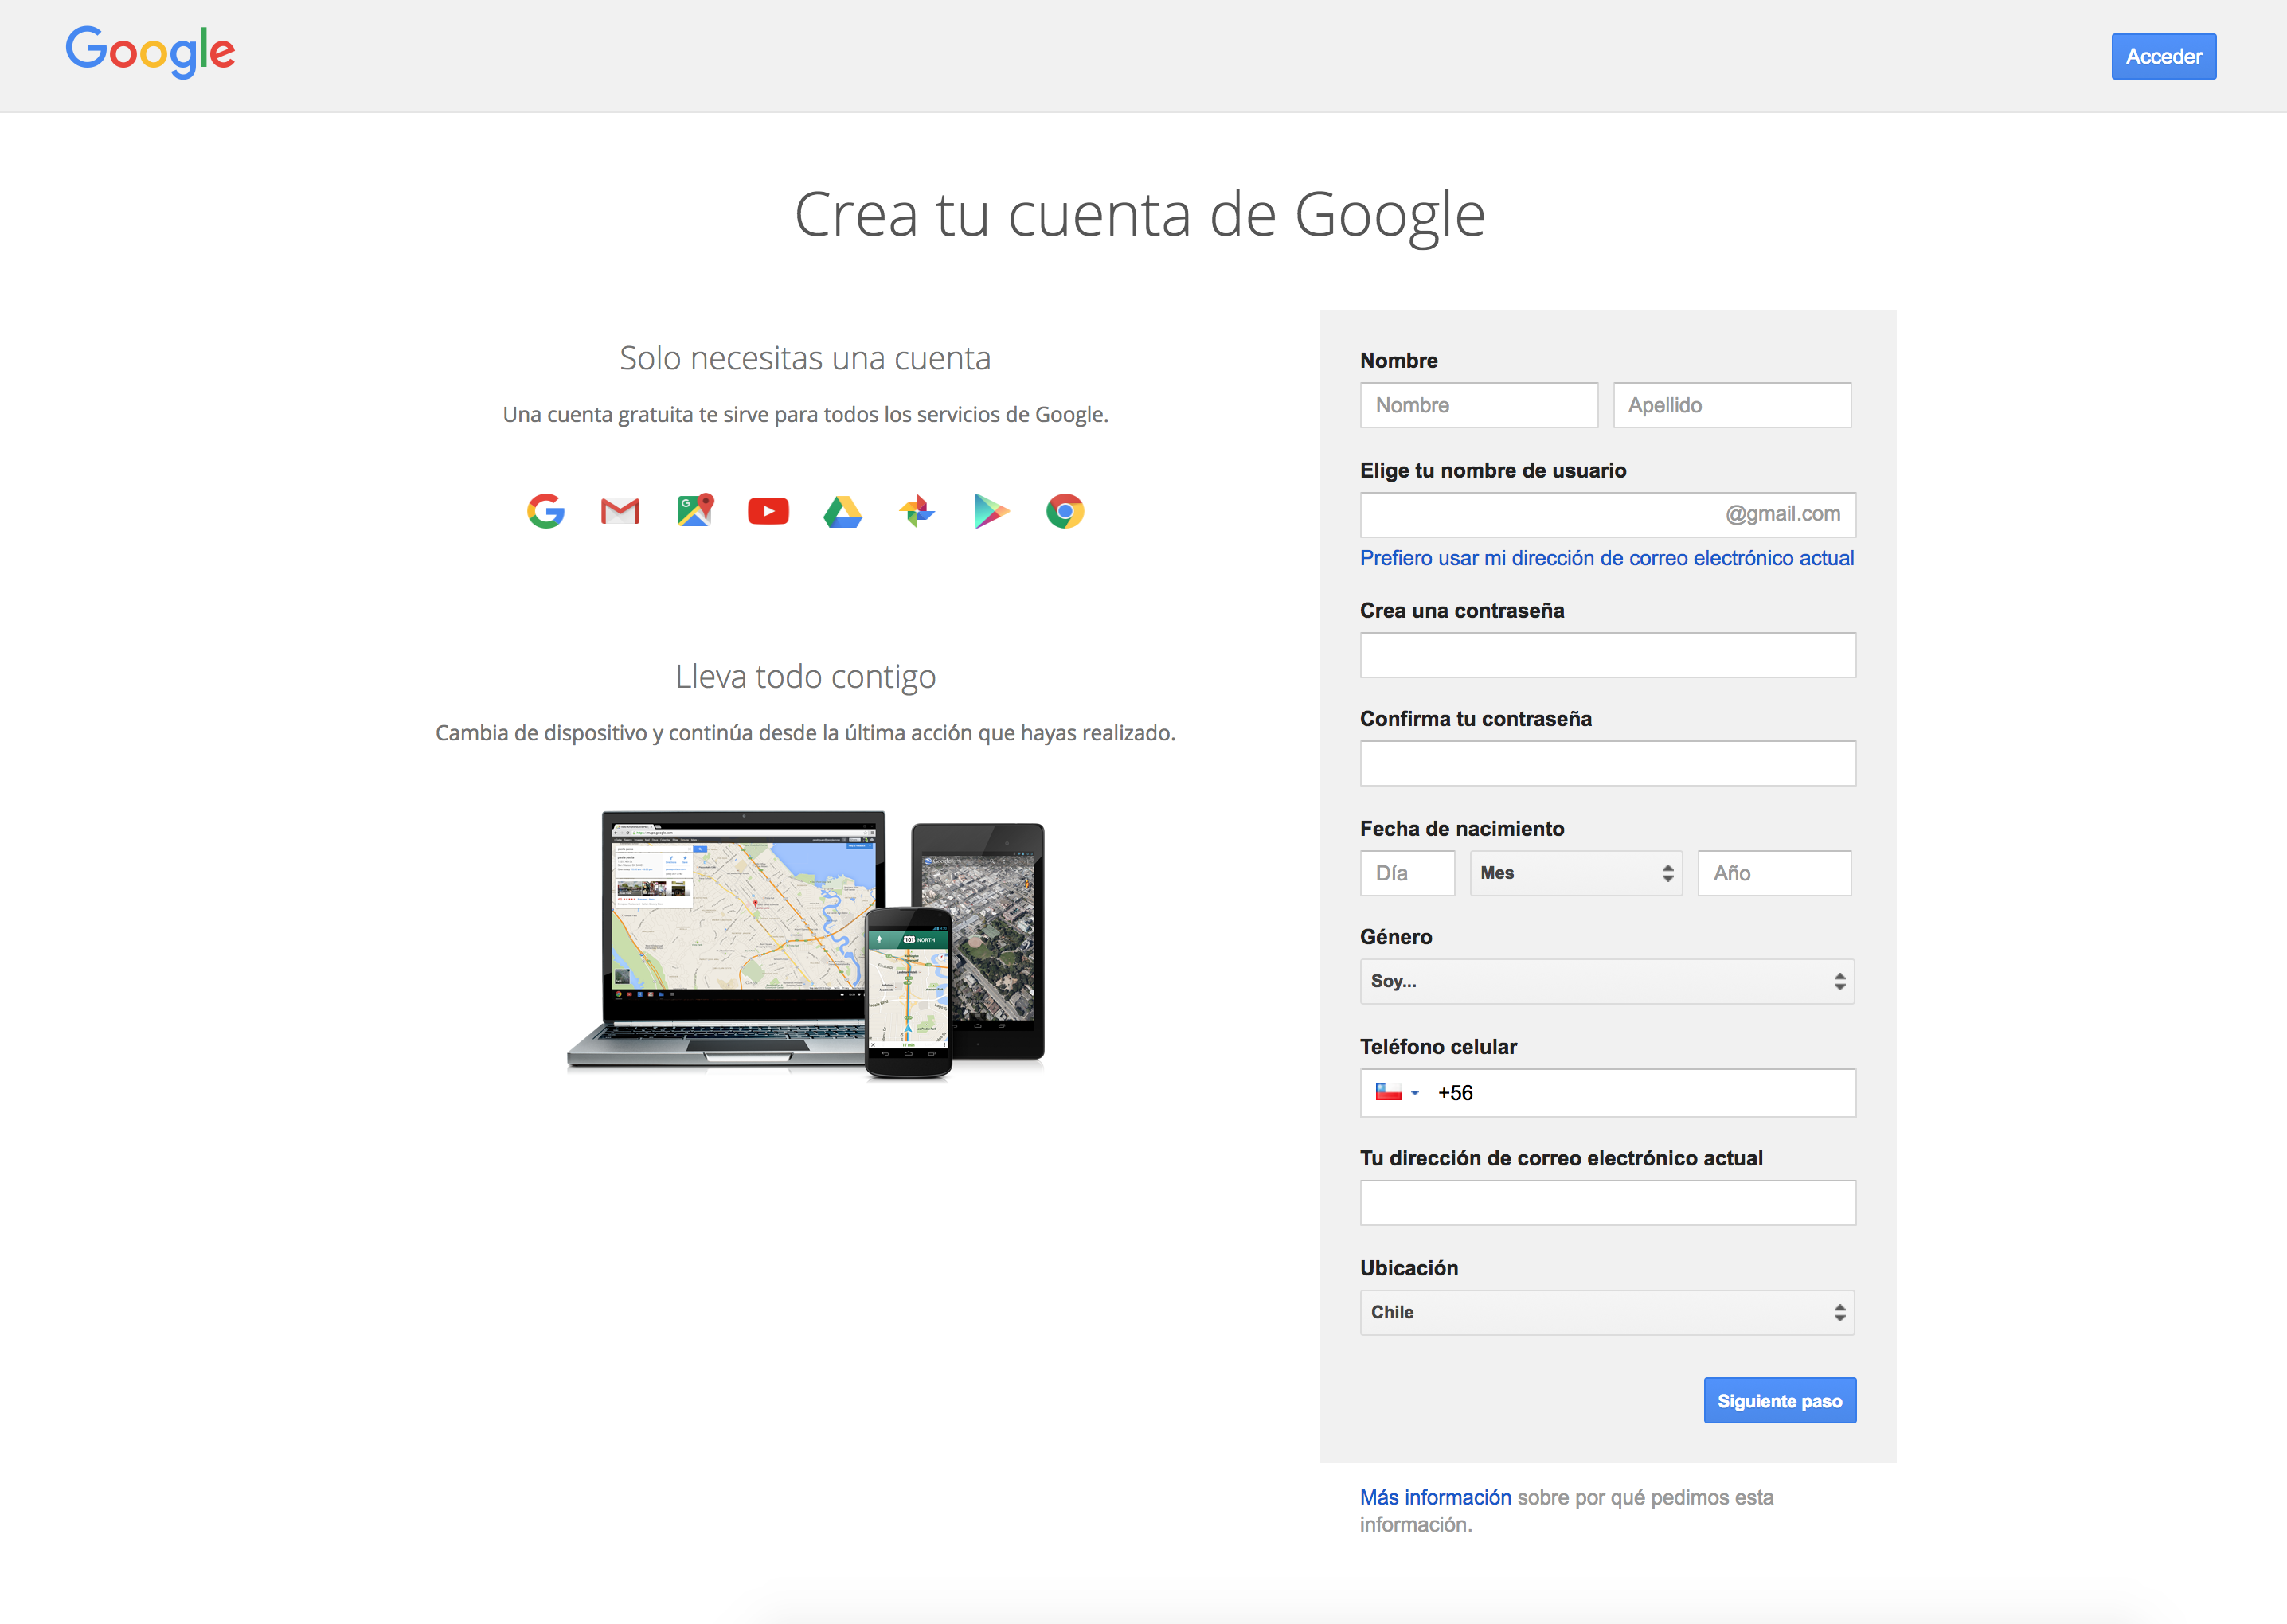 Google
Acceder
Crea tu cuenta de Google
Solo necesitas una cuenta
Una cuenta gratuita te sirve para todos los servicios de Google.
Lleva todo contigo
Cambia de dispositivo y continúa desde la última acción que hayas realizado.
101 NORTH
Nombre
Nombre Apellido
Elige tu nombre de usuario
@gmail.com
Prefiero usar mi dirección de correo electrónico actual
Crea una contraseña
Confirma tu contraseña
Fecha de nacimiento
Día Mes Año
Género
Soy...
Teléfono celular
+56
Tu dirección de correo electrónico actual
Ubicación
Chile
Siguiente paso
Más información sobre por qué pedimos esta
información.